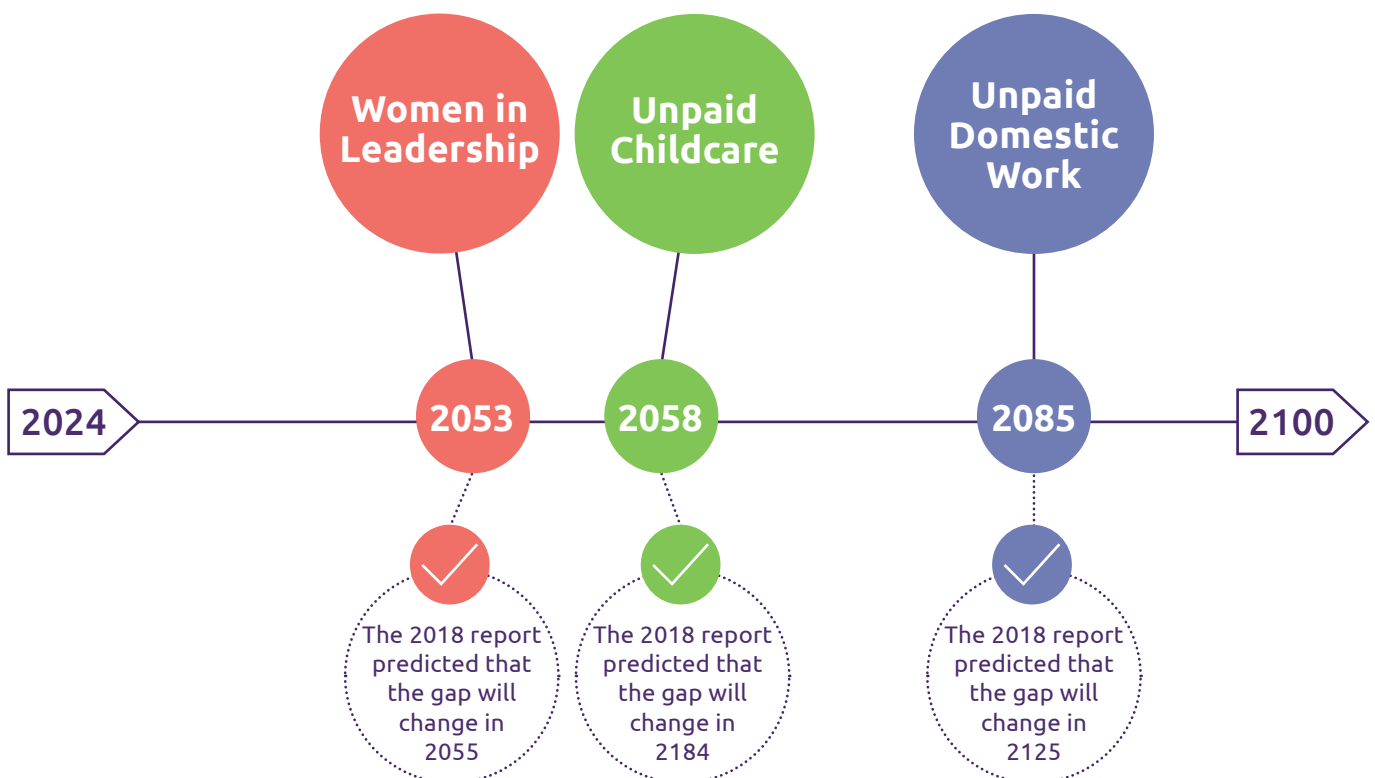 Women in
Leadership
Unpaid
Childcare
Unpaid
Domestic
Work
2024
2053
2058
2085
2100
The 2018 report
predicted that
the gap will
change in
2055
The 2018 report
predicted that
the gap will
change in
2184
The 2018 report
predicted that
the gap will
change in
2125